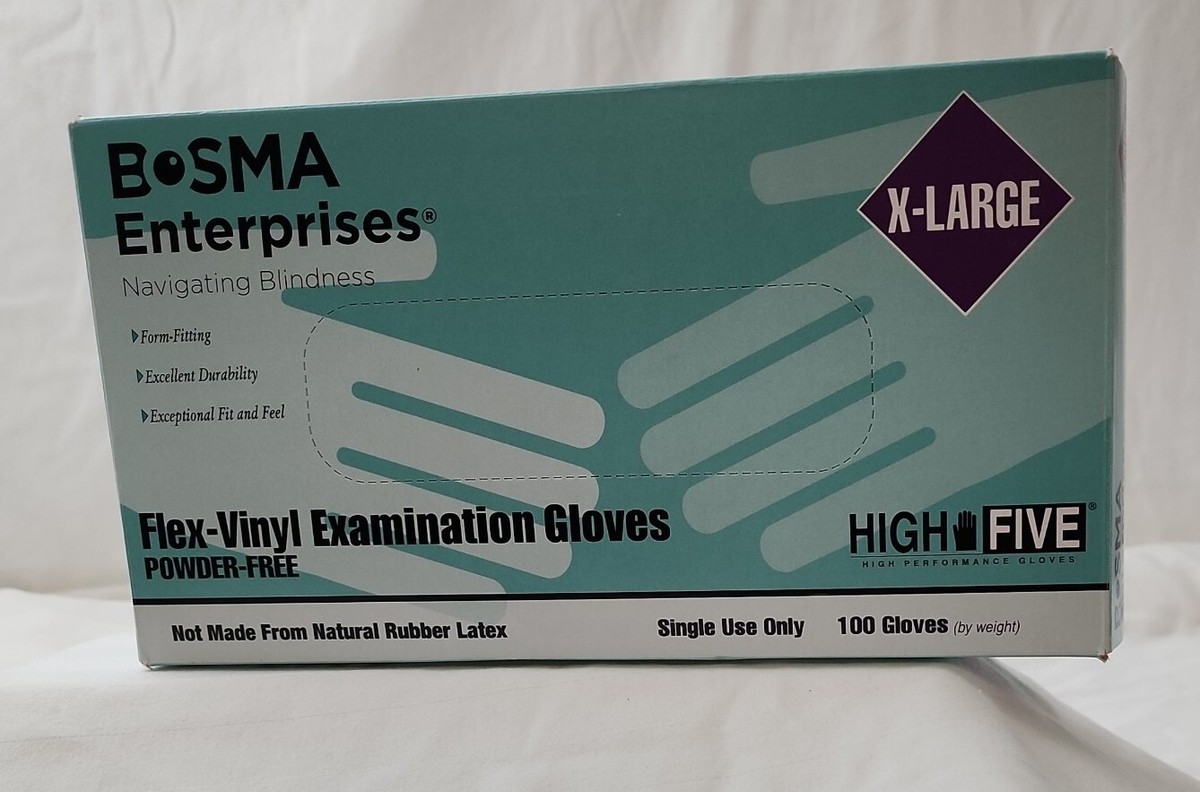 BOSMA
Enterprises®
Navigating Blindness
Form-Fitting
Excellent Durability
Exceptional Fit and Feel
X-LARGE
Flex-Vinyl Examination Gloves
POWDER-FREE
HIGH FIVE®
HIGH PERFORMANCE GLOVES
Not Made From Natural Rubber Latex
Single Use Only
100 Gloves (by weight)
BOSMA